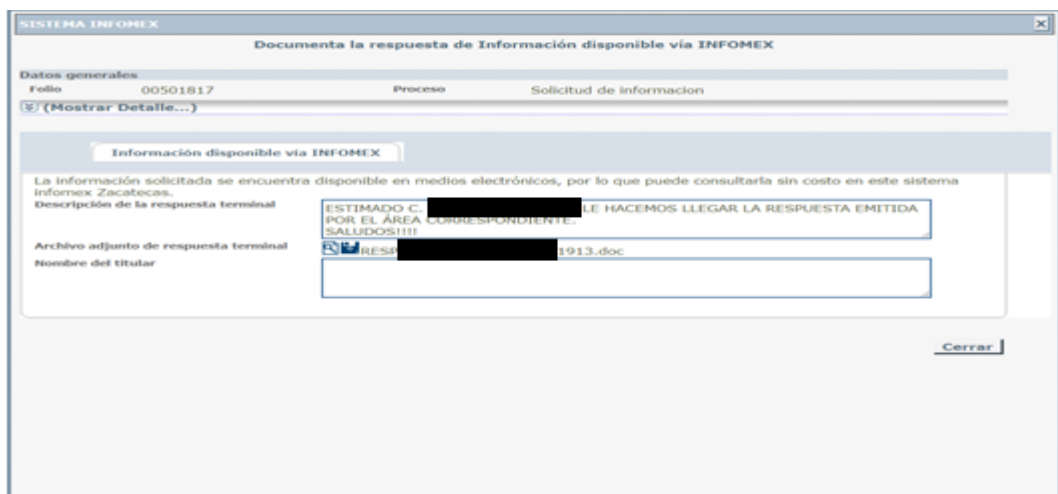 SISTEMA INFOMEX
Documenta la respuesta de Información disponible vía INFOMEX
Datos generales
Folio 00501817 Proceso Solicitud de informacion
(Mostrar Detalle...)
Información disponible vía INFOMEX
La información solicitada se encuentra disponible en medios electrónicos, por lo que puede consultarla sin costo en este sistema
infomex Zacatecas.
Descripción de la respuesta terminal
ESTIMADO C. LE HACEMOS LLEGAR LA RESPUESTA EMITIDA
POR EL ÁREA CORRESPONDIENTE.
SALUDOS!!!!
Archivo adjunto de respuesta terminal RESP 1913.doc
Nombre del titular
Cerrar